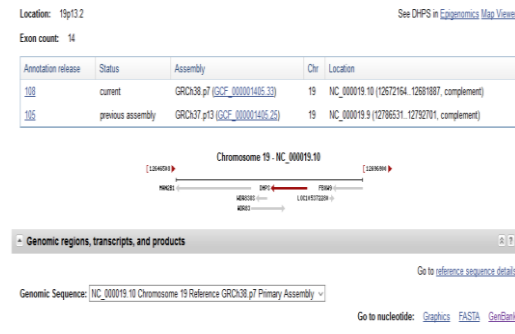 Location: 19p13.2
See DHPS in Epigenomics Map Viewer
Exon count: 14
Annotation release Status Assembly Chr Location
108 current GRCh38.p7 (GCF_000001405.33) 19 NC_000019.10 (12672164..12681887, complement)
105 previous assembly GRCh37.p13 (GCF_000001405.25) 19 NC_000019.9 (12786531..12792701, complement)
Chromosome 19 - NC_000019.10
MAN2B1 DHPS FBXW9
WDR83OS
WDR83
Genomic regions, transcripts, and products
Go to reference sequence details
Genomic Sequence: NC_000019.10 Chromosome 19 Reference GRCh38.p7 Primary Assembly
Go to nucleotide: Graphics FASTA GenBank